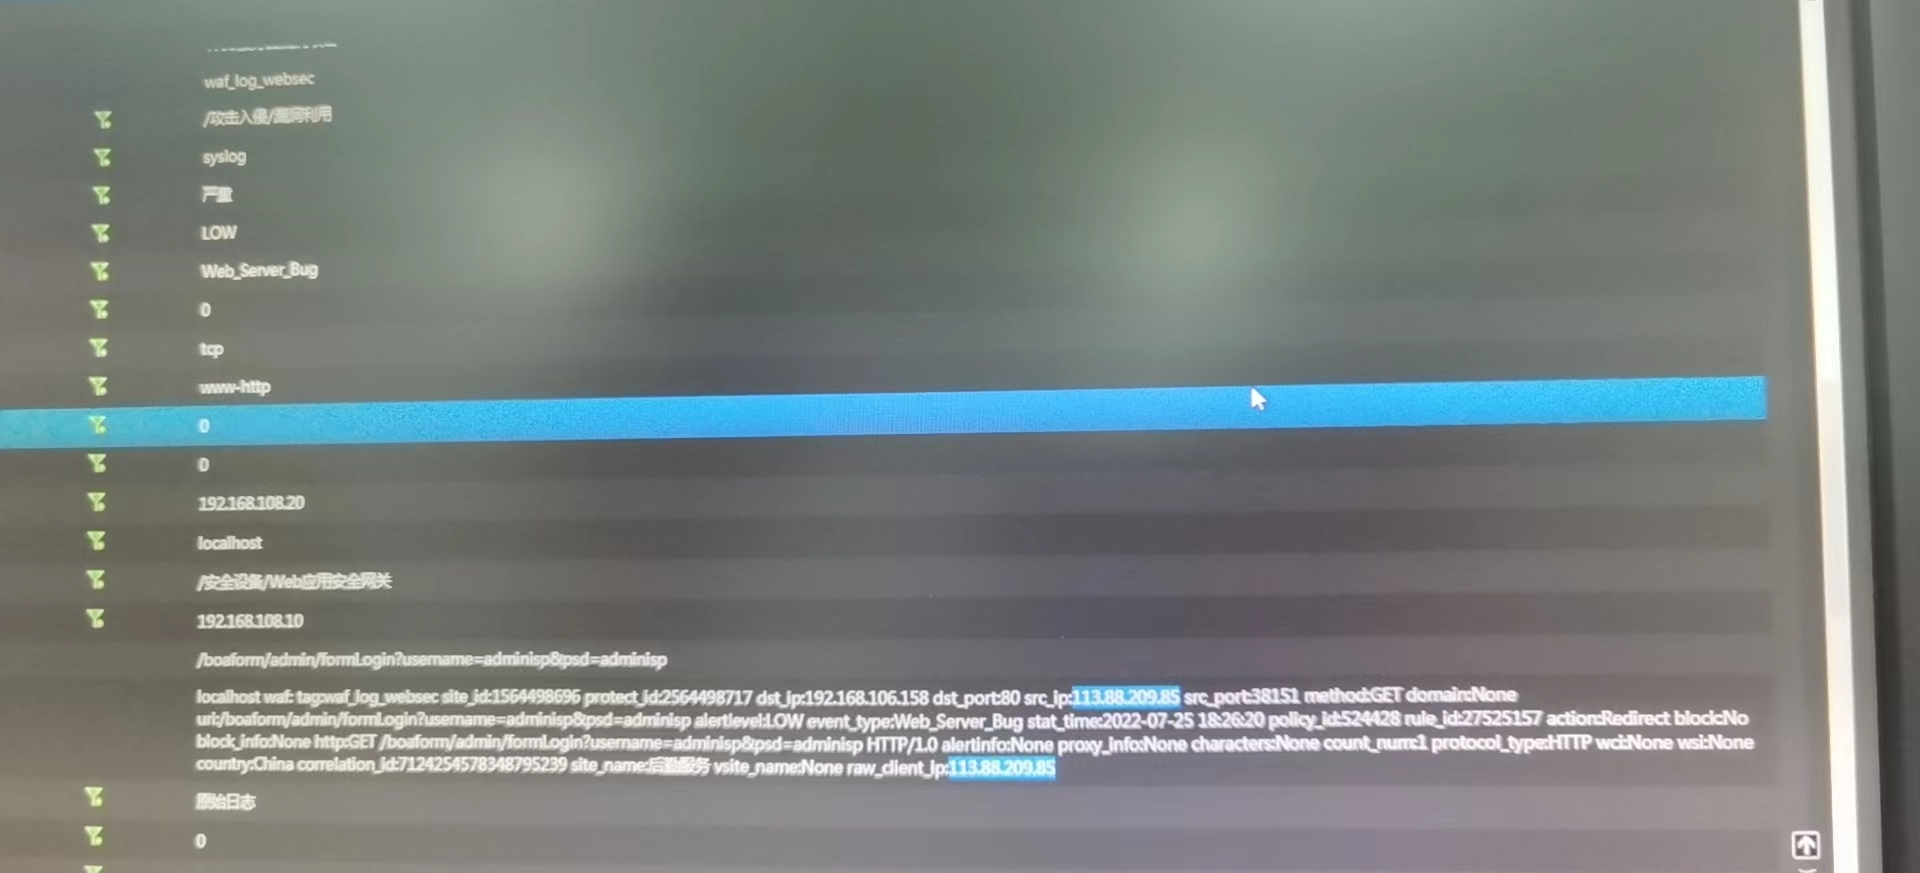 waf_log_websec
/攻击入侵/漏洞利用
syslog
严重
LOW
Web_Server_Bug
0
tcp
www-http
0
0
192.168.108.20
localhost
/安全设备/Web应用安全网关
192.168.108.10
/boaform/admin/formLogin?username=adminisp&psd=adminisp
localhost waf: tag:waf_log_websec site_id:1564498696 protect_id:2564498717 dst_ip:192.168.106.158 dst_port:80 src_ip:113.88.209.85 src_port:38151 method:GET domain:None
uri:/boaform/admin/formLogin?username=adminisp&psd=adminisp alertlevel:LOW event_type:Web_Server_Bug stat_time:2022-07-25 18:26:20 policy_id:524428 rule_id:27525157 action:Redirect block:No
block_info:None http:GET /boaform/admin/formLogin?username=adminisp&psd=adminisp HTTP/1.0 alertinfo:None proxy_info:None characters:None count_num:1 protocol_type:HTTP wci:None wsi:None
country:China correlation_id:7124254578348795239 site_name:后勤服务 vsite_name:None raw_client_ip:113.88.209.85
原始日志
0